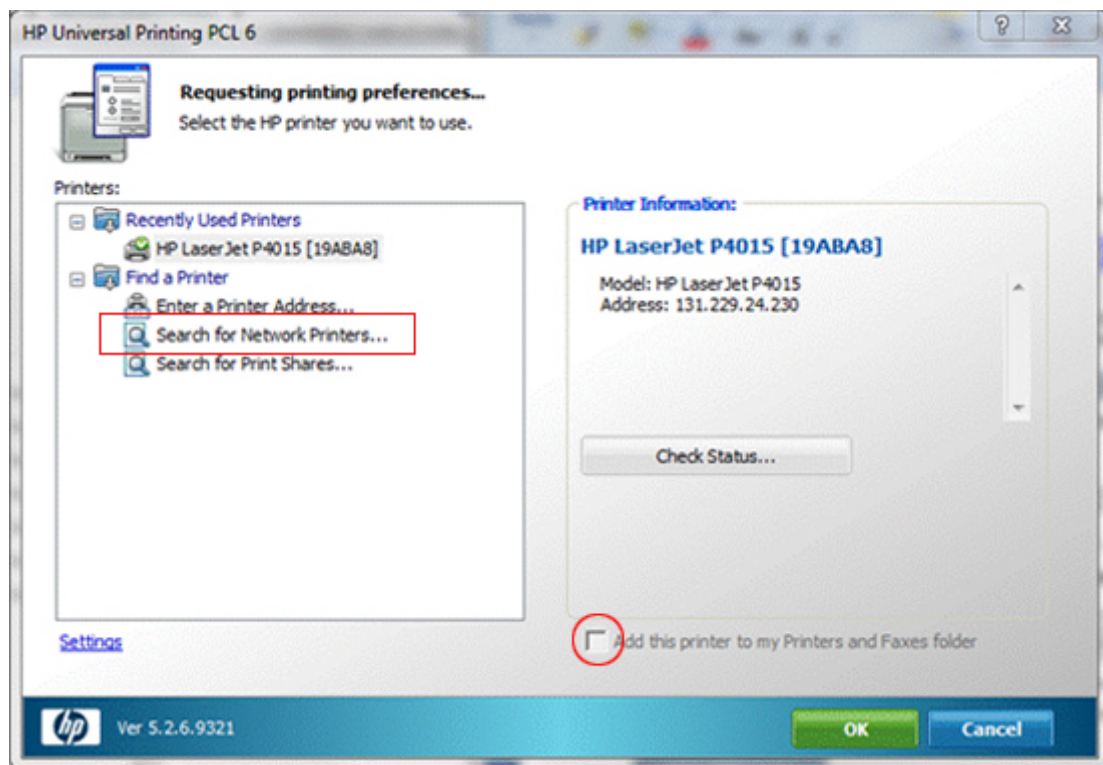 HP Universal Printing PCL 6
Requesting printing preferences...
Select the HP printer you want to use.
Printers:
Recently Used Printers
HP LaserJet P4015 [19ABA8]
Find a Printer
Enter a Printer Address...
Search for Network Printers...
Search for Print Shares...
Printer Information:
HP LaserJet P4015 [19ABA8]
Model: HP LaserJet P4015
Address: 131.229.24.230
Check Status...
Settings
Add this printer to my Printers and Faxes folder
hp
Ver 5.2.6.9321
OK
Cancel